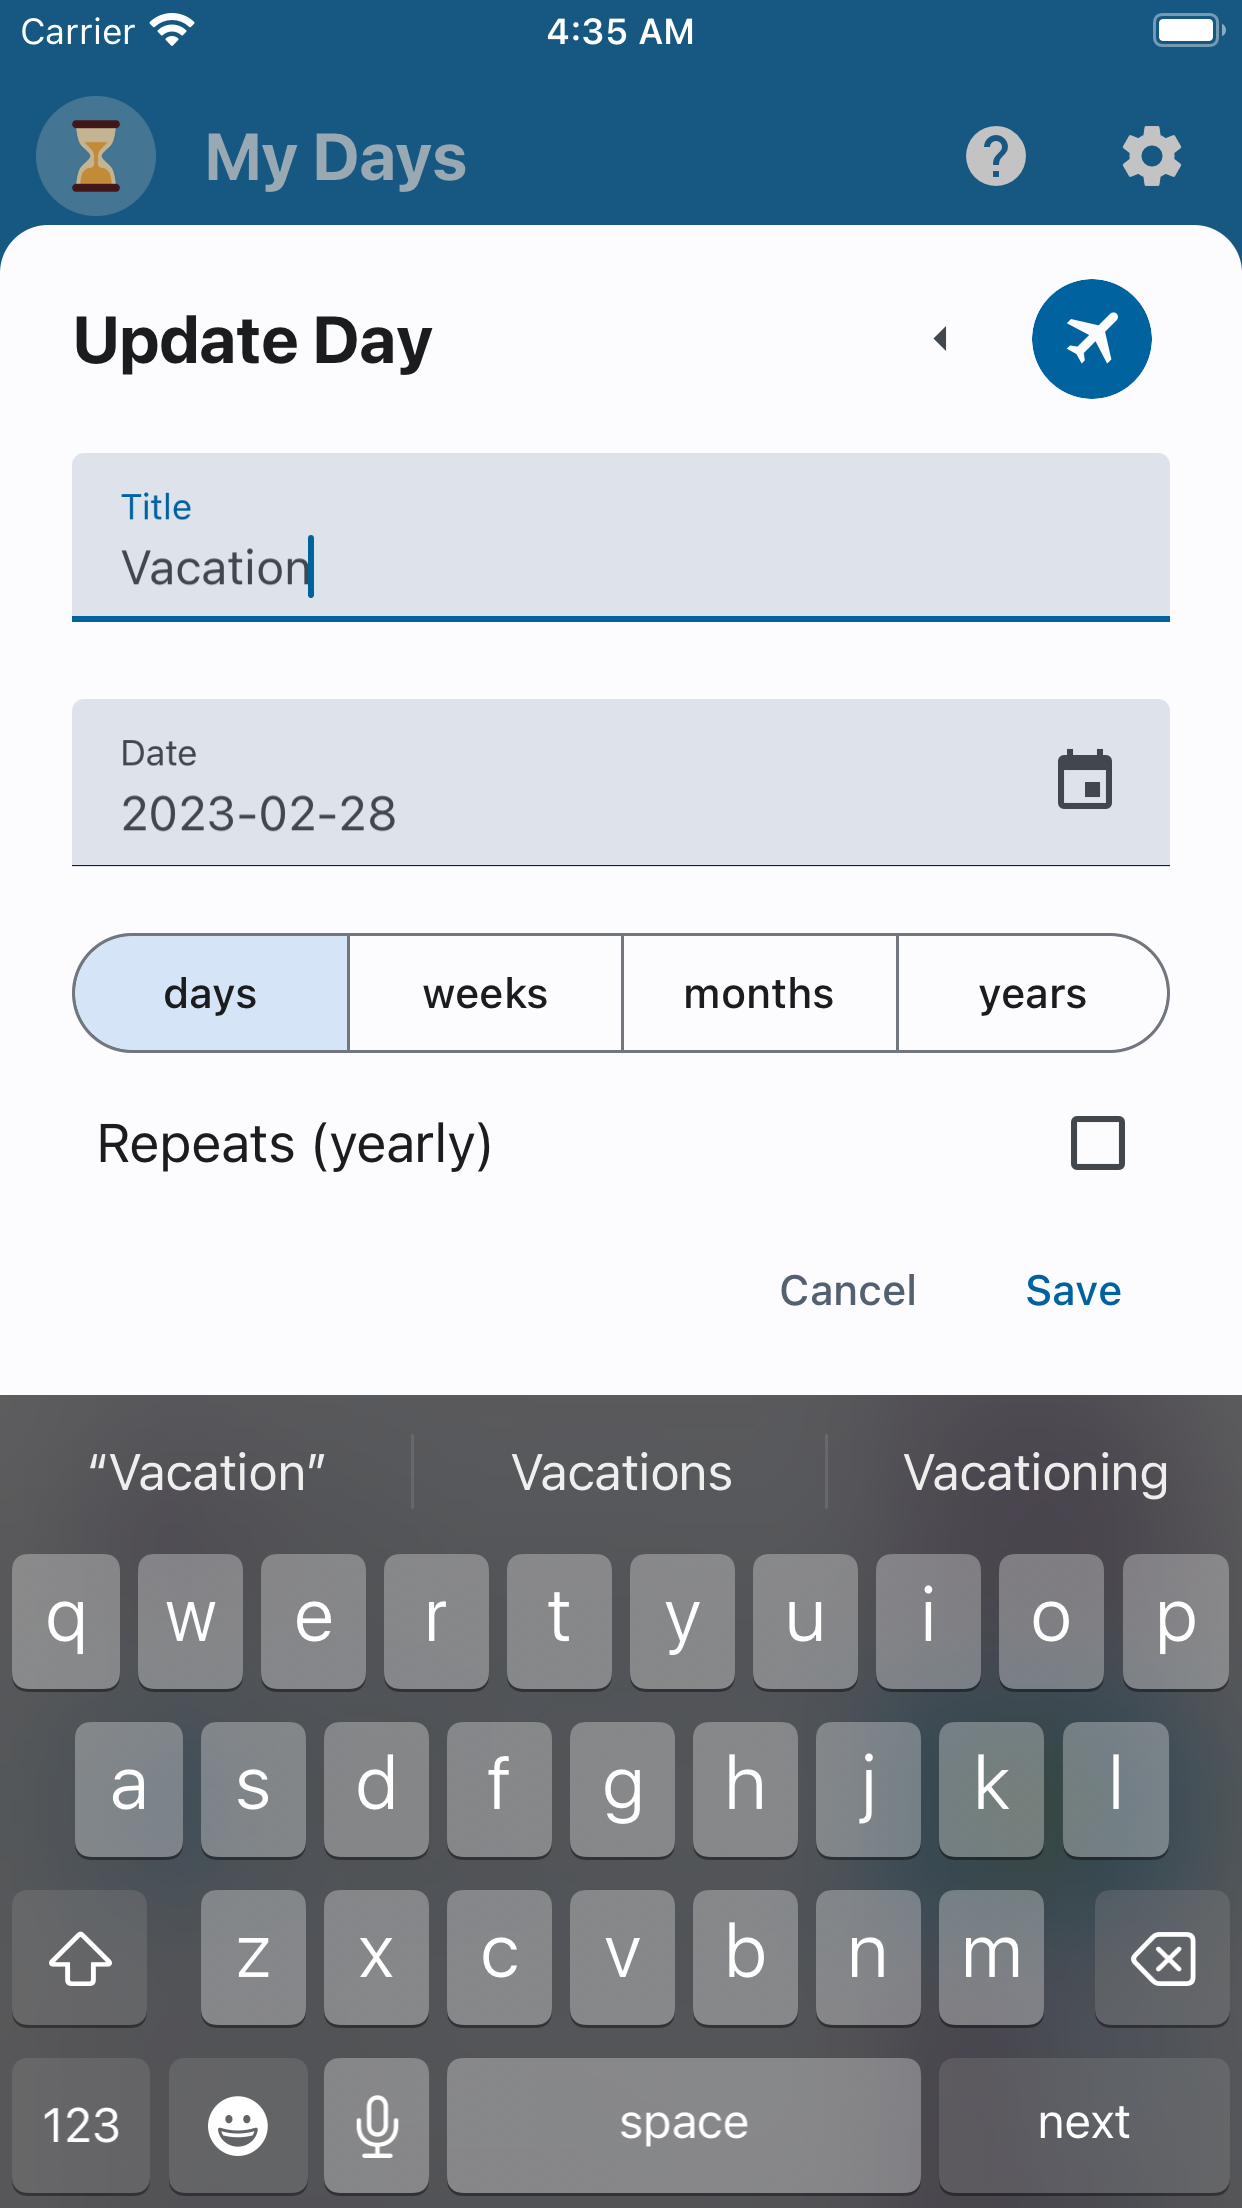 Carrier 4:35 AM
My Days
Update Day
Title
Vacation
Date
2023-02-28
days weeks months years
Repeats (yearly)
Cancel Save
“Vacation” Vacations Vacationing
q w e r t y u i o p
a s d f g h j k l
z x c v b n m
123 space next